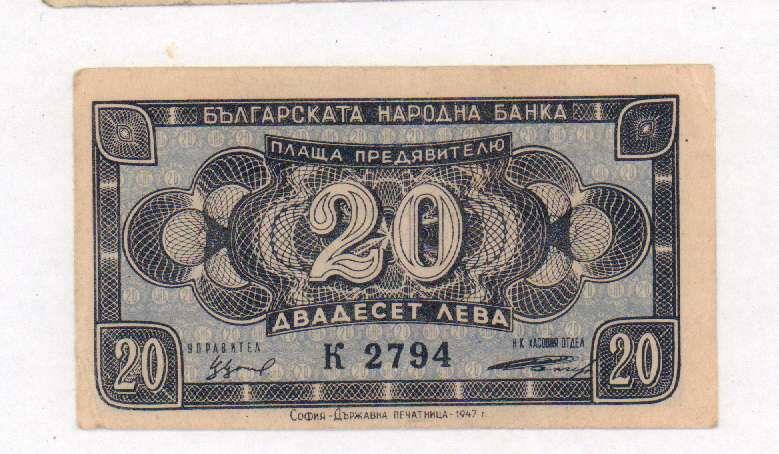 БЪЛГАРСКАТА НАРОДНА БАНКА
ПЛАЩА ПРЕДЯВИТЕЛЮ
20
ДВАДЕСЕТ ЛЕВА
УПРАВИТЕЛ
Н-К КАСОВИЯ ОТДЕЛ
20
К 2794
20
СОФИЯ - ДЪРЖАВНА ПЕЧАТНИЦА - 1947 г.